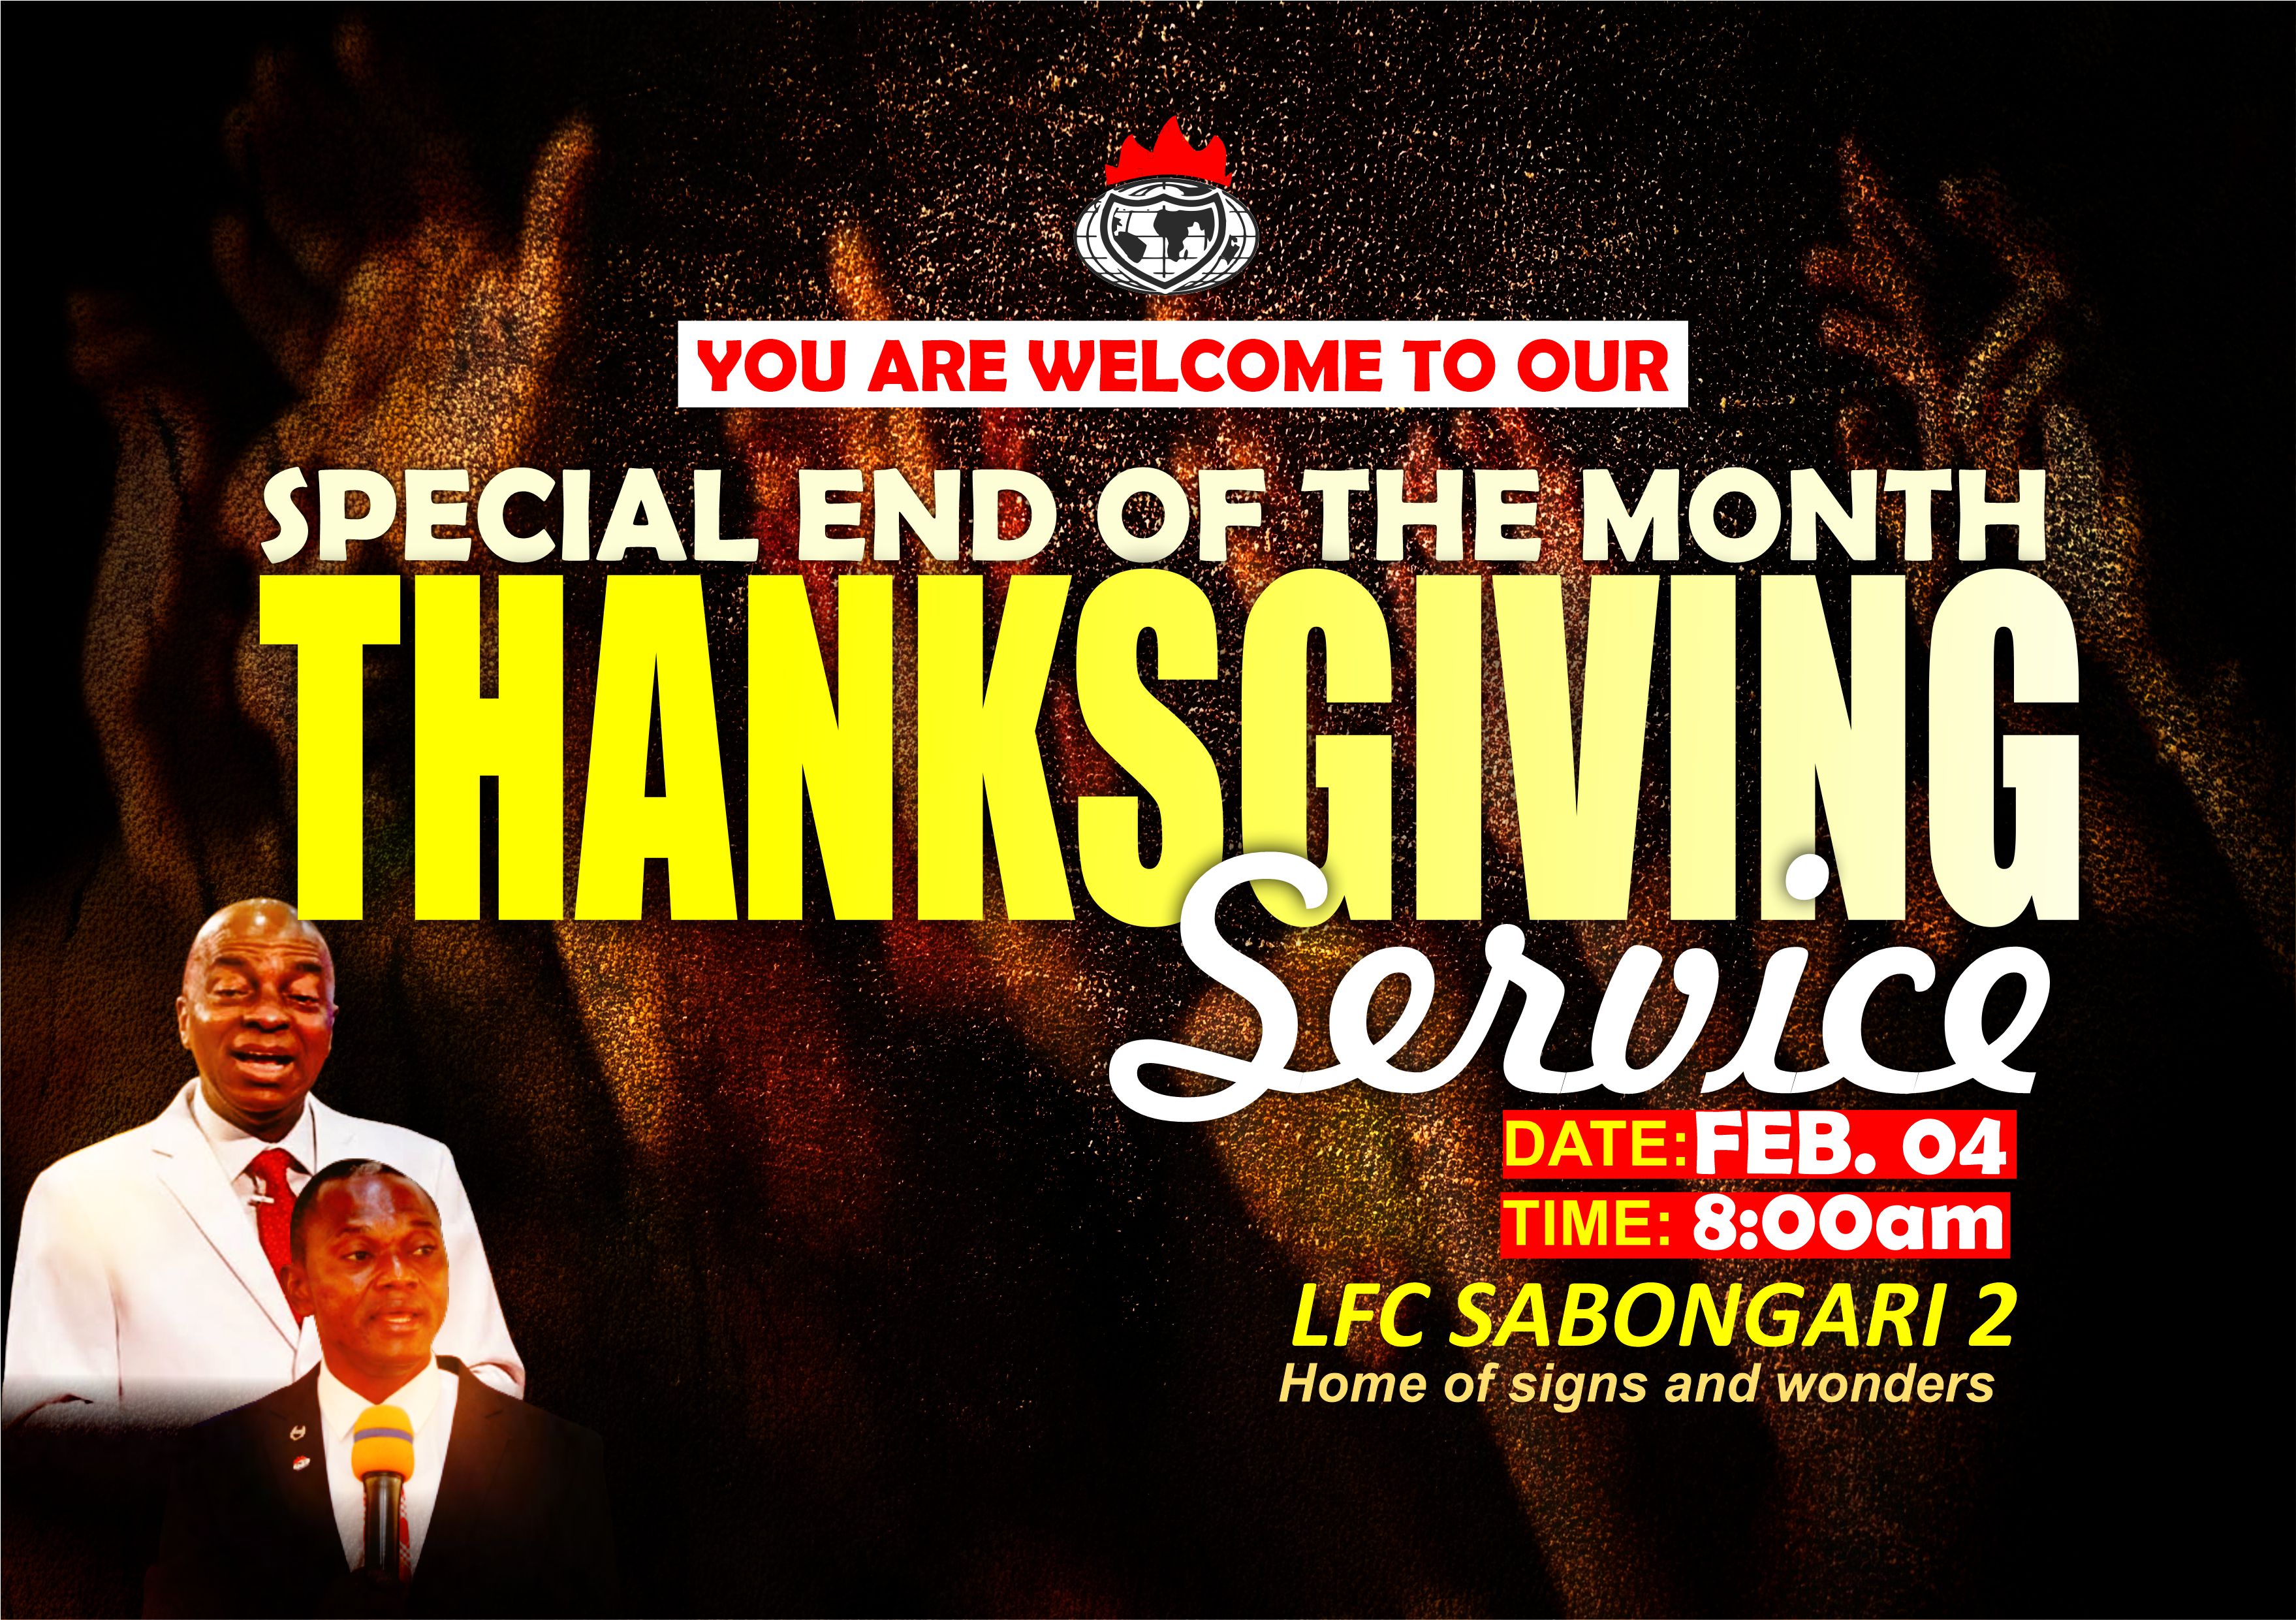 YOU ARE WELCOME TO OUR
SPECIAL END OF THE MONTH
THANKSGIVING
Service
DATE: FEB. 04
TIME: 8:00am
LFC SABONGARI 2
Home of signs and wonders